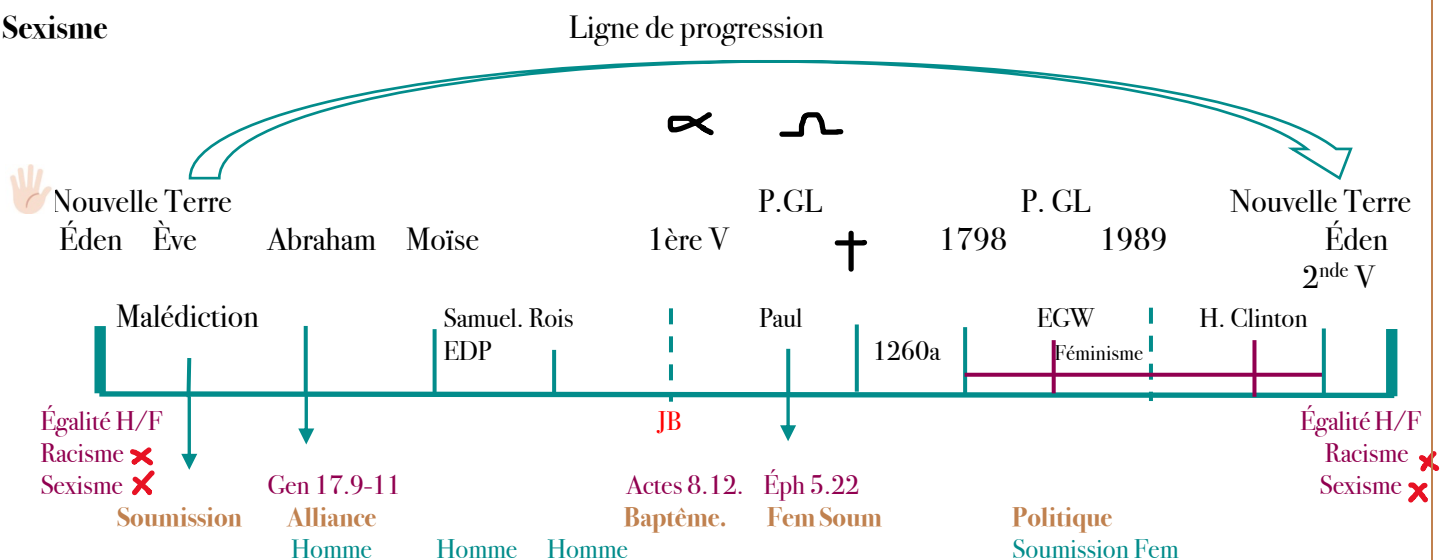 Sexisme
Ligne de progression
Nouvelle Terre P.GL P. GL Nouvelle Terre
Éden Ève Abraham Moïse 1ère V 1798 1989 Éden
2nde V
Malédiction Samuel. Rois Paul EGW H. Clinton
EDP 1260a Féminisme
Égalité H/F JB Égalité H/F
Racisme Racisme
Sexisme Gen 17.9-11 Actes 8.12. Éph 5.22 Sexisme
Soumission Alliance Baptême. Fem Soum Politique
Homme Homme Homme Soumission Fem